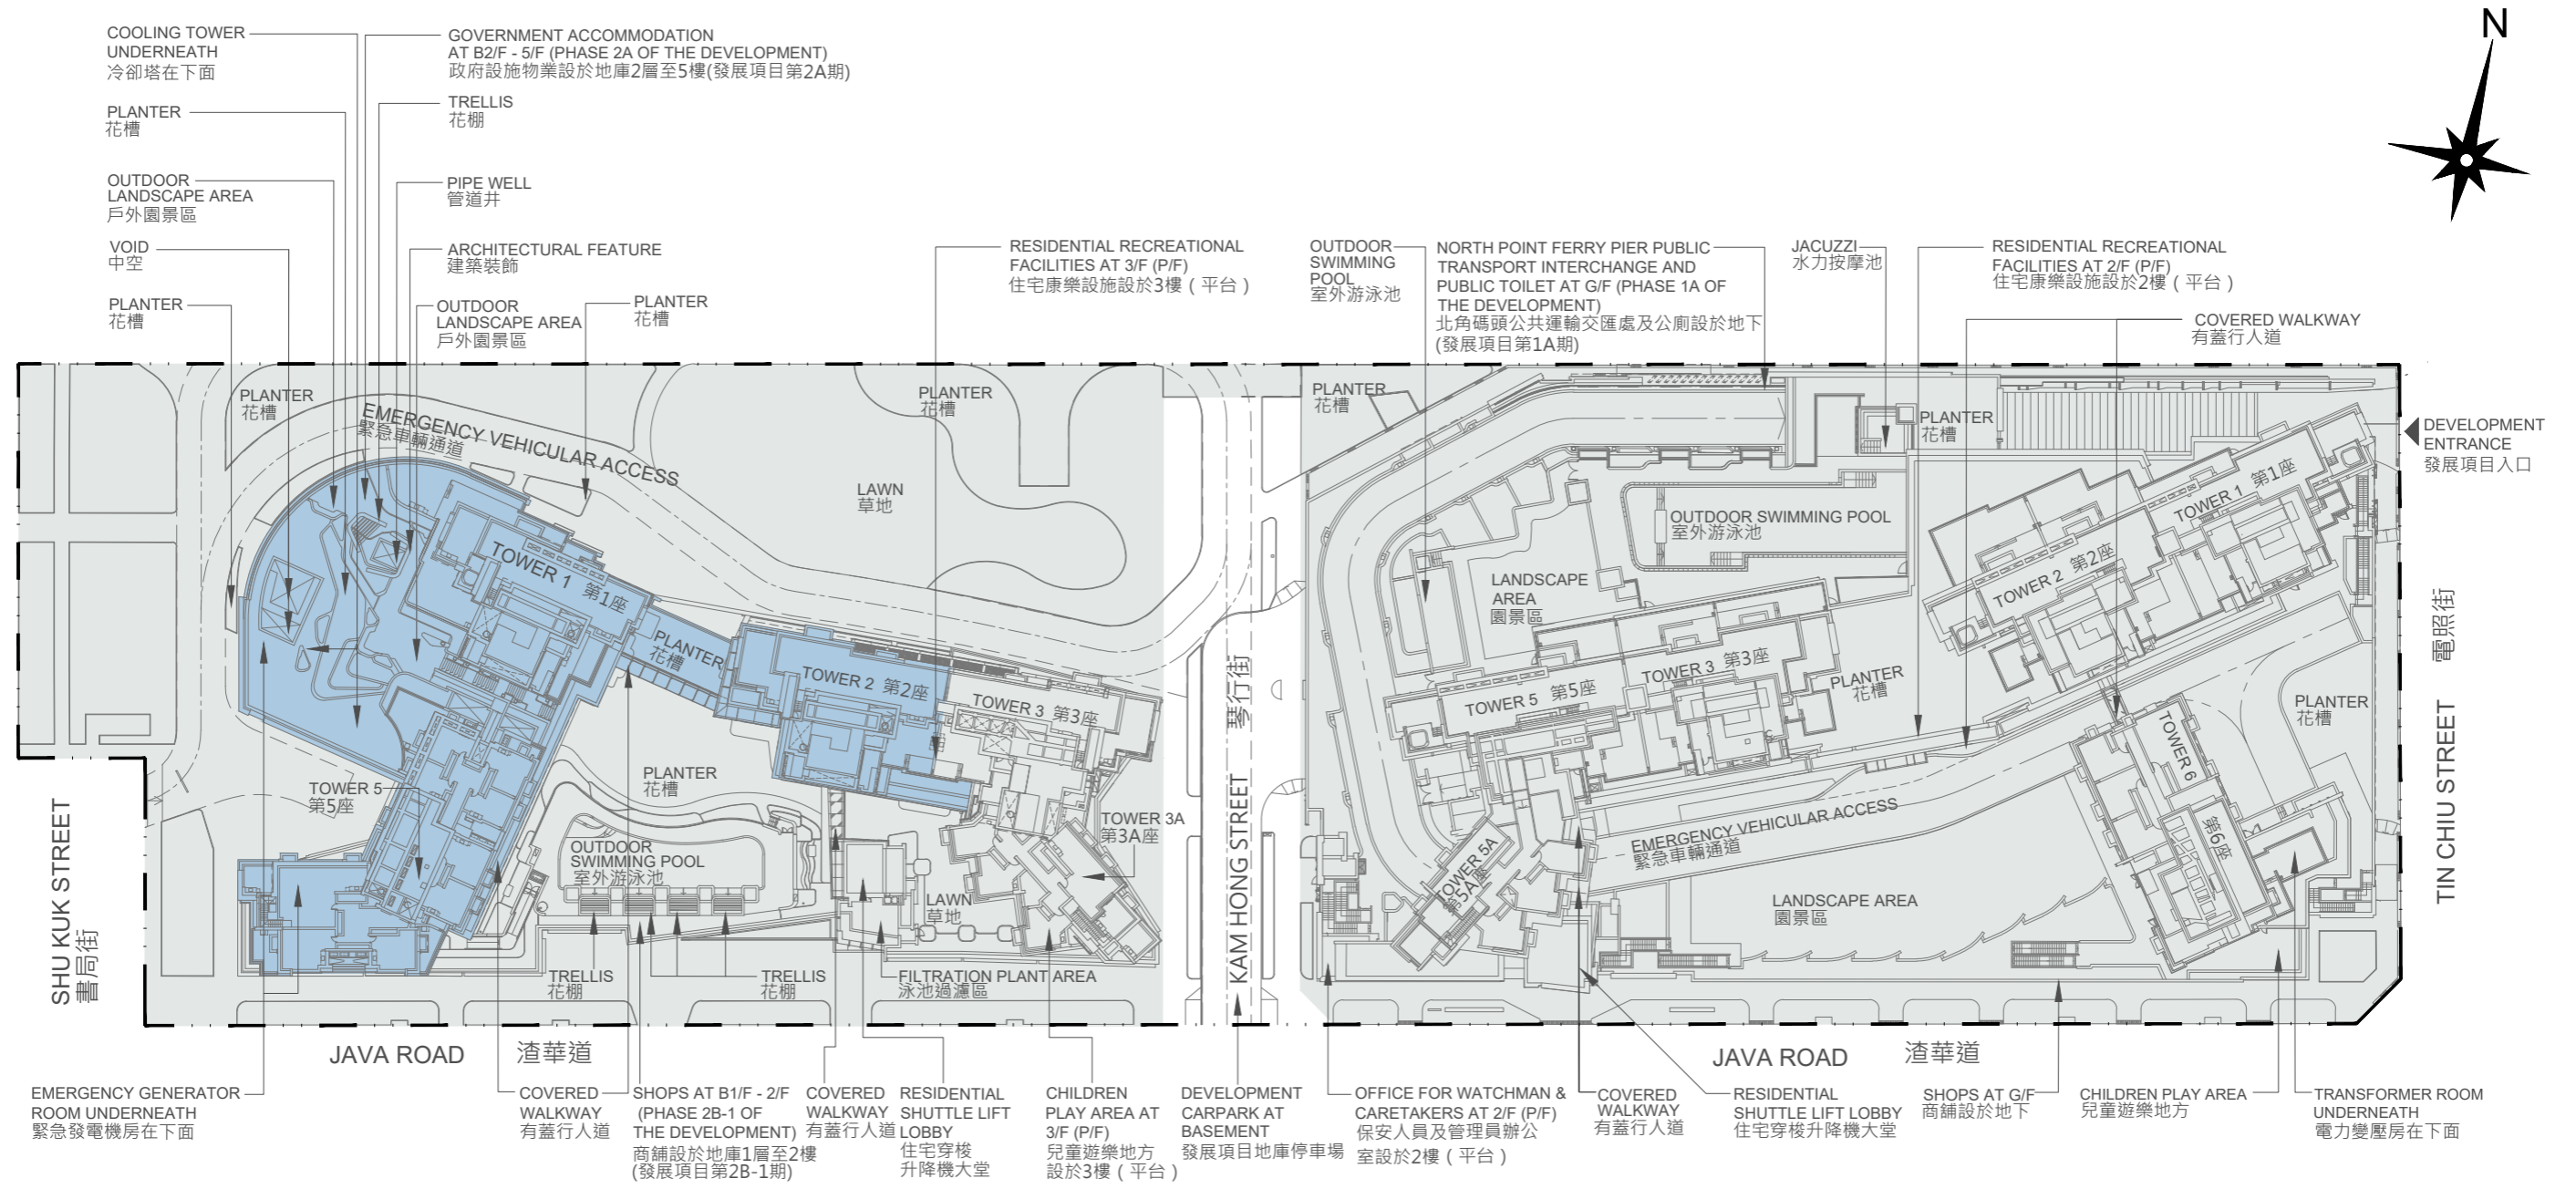 N
COOLING TOWER
UNDERNEATH
冷卻塔在下面
GOVERNMENT ACCOMMODATION
AT B2/F - 5/F (PHASE 2A OF THE DEVELOPMENT)
政府設施物業設於地庫2層至5樓(發展項目第2A期)
PLANTER
花槽
TRELLIS
花棚
OUTDOOR
LANDSCAPE AREA
戶外園景區
PIPE WELL
管道井
VOID
中空
ARCHITECTURAL FEATURE
建築裝飾
PLANTER
花槽
OUTDOOR
LANDSCAPE AREA
戶外園景區
PLANTER
花槽
RESIDENTIAL RECREATIONAL
FACILITIES AT 3/F (P/F)
住宅康樂設施設於3樓（平台）
OUTDOOR
SWIMMING
POOL
室外游泳池
NORTH POINT FERRY PIER PUBLIC
TRANSPORT INTERCHANGE AND
PUBLIC TOILET AT G/F (PHASE 1A OF
THE DEVELOPMENT)
北角碼頭公共運輸交匯處及公廁設於地下
(發展項目第1A期)
JACUZZI
水力按摩池
RESIDENTIAL RECREATIONAL
FACILITIES AT 2/F (P/F)
住宅康樂設施設於2樓（平台）
COVERED WALKWAY
有蓋行人道
PLANTER
花槽
EMERGENCY VEHICULAR ACCESS
緊急車輛通道
PLANTER
花槽
LAWN
草地
PLANTER
花槽
PLANTER
花槽
DEVELOPMENT
ENTRANCE
發展項目入口
OUTDOOR SWIMMING POOL
室外游泳池
LANDSCAPE
AREA
園景區
TOWER 1 第1座
TOWER 2 第2座
TOWER 1 第1座
PLANTER
花槽
TOWER 2 第2座
TOWER 3 第3座
TOWER 5 第5座
TOWER 3 第3座
PLANTER
花槽
PLANTER
花槽
TOWER 6
第6座
TOWER 5
第5座
PLANTER
花槽
OUTDOOR
SWIMMING POOL
室外游泳池
TOWER 3A
第3A座
LAWN
草地
TOWER 5A
第5A座
EMERGENCY VEHICULAR ACCESS
緊急車輛通道
LANDSCAPE AREA
園景區
TRELLIS
花棚
TRELLIS
花棚
FILTRATION PLANT AREA
泳池過濾區
SHU KUK STREET
書局街
KAM HONG STREET 琴行街
TIN CHIU STREET 電照街
JAVA ROAD 渣華道
JAVA ROAD 渣華道
EMERGENCY GENERATOR
ROOM UNDERNEATH
緊急發電機房在下面
COVERED
WALKWAY
有蓋行人道
SHOPS AT B1/F - 2/F
(PHASE 2B-1 OF
THE DEVELOPMENT)
商舖設於地庫1層至2樓
(發展項目第2B-1期)
COVERED
WALKWAY
有蓋行人道
RESIDENTIAL
SHUTTLE LIFT
LOBBY
住宅穿梭
升降機大堂
CHILDREN
PLAY AREA AT
3/F (P/F)
兒童遊樂地方
設於3樓（平台）
DEVELOPMENT
CARPARK AT
BASEMENT
發展項目地庫停車場
OFFICE FOR WATCHMAN &
CARETAKERS AT 2/F (P/F)
保安人員及管理員辦公
室設於2樓（平台）
COVERED
WALKWAY
有蓋行人道
RESIDENTIAL
SHUTTLE LIFT LOBBY
住宅穿梭升降機大堂
SHOPS AT G/F
商舖設於地下
CHILDREN PLAY AREA
兒童遊樂地方
TRANSFORMER ROOM
UNDERNEATH
電力變壓房在下面